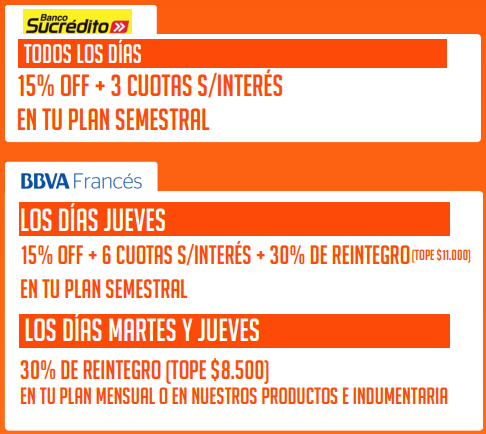 Banco
Sucrédito
TODOS LOS DÍAS
15% OFF + 3 CUOTAS S/INTERÉS
EN TU PLAN SEMESTRAL
BBVA Francés
LOS DÍAS JUEVES
15% OFF + 6 CUOTAS S/INTERÉS + 30% DE REINTEGRO (TOPE $11.000)
EN TU PLAN SEMESTRAL
LOS DÍAS MARTES Y JUEVES
30% DE REINTEGRO (TOPE $8.500)
EN TU PLAN MENSUAL O EN NUESTROS PRODUCTOS E INDUMENTARIA